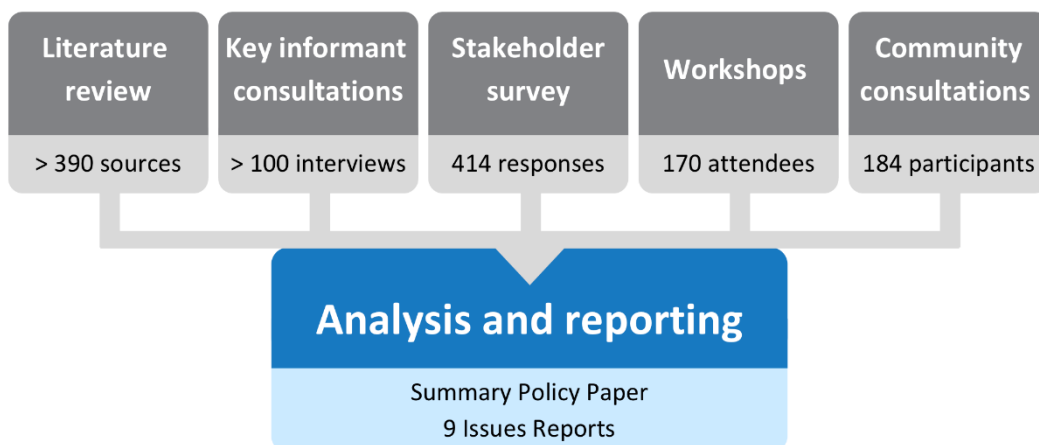 Literature
review
> 390 sources
Key informant
consultations
> 100 interviews
Stakeholder
survey
414 responses
Workshops
170 attendees
Community
consultations
184 participants
Analysis and reporting
Summary Policy Paper
9 Issues Reports